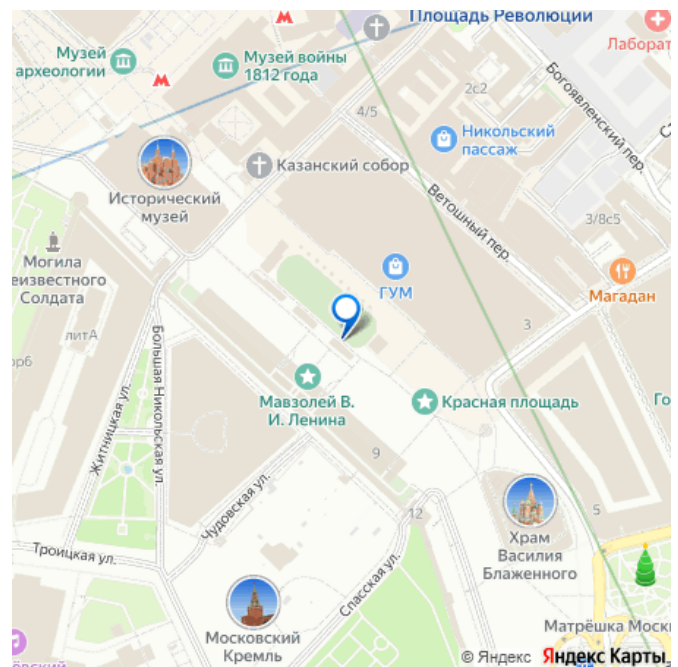 Площадь Революции
Лаборат
Музей
археологии
Музей войны
1812 года
Богоявленский пер.
2с2
4/5
Никольский
пассаж
Казанский собор
Ветошный пер.
Исторический
музей
3/8с5
Могила
еизвестного
Солдата
ГУМ
Магадан
литА
3
ор6
Большая Никольская ул.
Житницкая ул.
Мавзолей В.
И. Ленина
Красная площадь
Го
9
Чудовская ул.
12
5
Храм
Василия
Блаженного
Троицкая ул.
Спасская ул.
Московский
Кремль
Матрёшка Моск
ёвский
© Яндекс Яндекс Карты